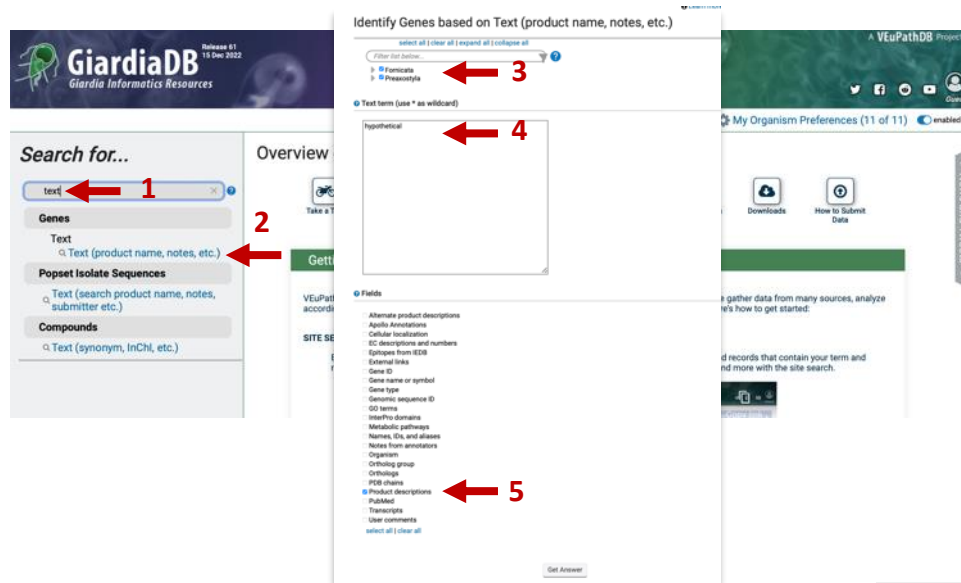 Learn more
Identify Genes based on Text (product name, notes, etc.)
select all | clear all | expand all | collapse all
Filter list below...
Fornicata
Preaxostyla
3
Text term (use * as wildcard)
hypothetical
4
GiardiaDB
Release 61
15 Dec 2022
Giardia Informatics Resources
A VEuPathDB Project
Guest
My Organism Preferences (11 of 11)
enabled
Search for...
text
1
Genes
Text
2
Text (product name, notes, etc.)
Popset Isolate Sequences
Text (search product name, notes,
submitter etc.)
Compounds
Text (synonym, InChI, etc.)
Overview
Take a T
Downloads
How to Submit
Data
Getti
VEuPat
accordi
SITE SE
gather data from many sources, analyze
re's how to get started:
d records that contain your term and
nd more with the site search.
Fields
Alternate product descriptions
Apollo Annotations
Cellular localization
EC descriptions and numbers
Epitopes from IEDB
External links
Gene ID
Gene name or symbol
Gene type
Genomic sequence ID
GO terms
InterPro domains
Metabolic pathways
Names, IDs, and aliases
Notes from annotators
Organism
Ortholog group
Orthologs
PDB chains
Product descriptions
5
PubMed
Transcripts
User comments
select all | clear all
Get Answer